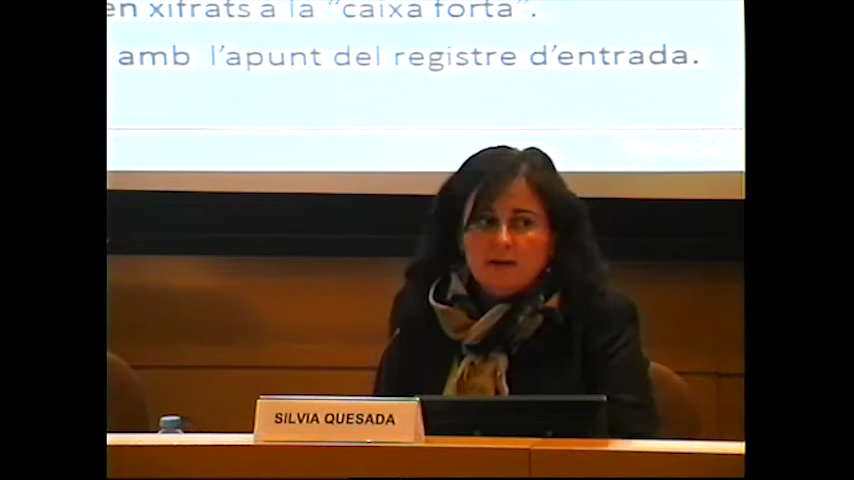 en xifrats a la "caixa forta".
amb l'apunt del registre d'entrada.
SILVIA QUESADA